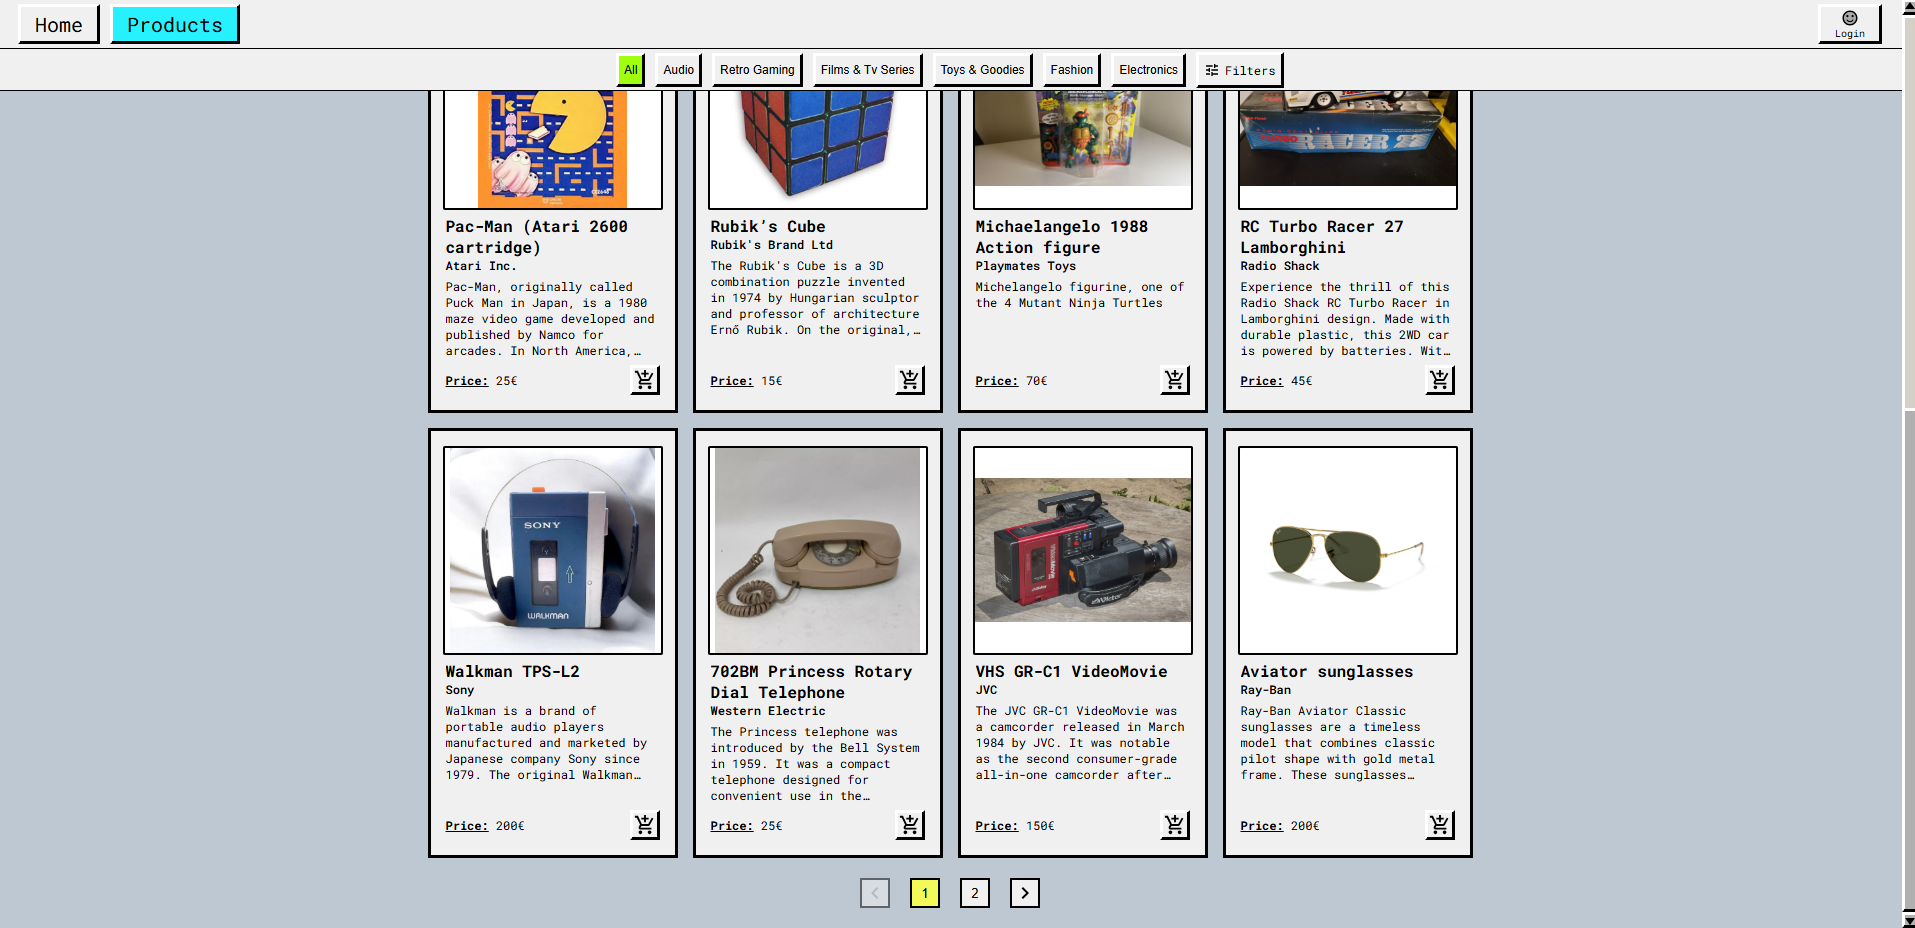 Home
Products
Login
All
Audio
Retro Gaming
Films & Tv Series
Toys & Goodies
Fashion
Electronics
Filters
RACER 27
Pac-Man (Atari 2600
cartridge)
Atari Inc.
Pac-Man, originally called
Puck Man in Japan, is a 1980
maze video game developed and
published by Namco for
arcades. In North America,…
Price: 25€
Rubik’s Cube
Rubik's Brand Ltd
The Rubik's Cube is a 3D
combination puzzle invented
in 1974 by Hungarian sculptor
and professor of architecture
Ernő Rubik. On the original,…
Price: 15€
Michaelangelo 1988
Action figure
Playmates Toys
Michelangelo figurine, one of
the 4 Mutant Ninja Turtles
Price: 70€
RC Turbo Racer 27
Lamborghini
Radio Shack
Experience the thrill of this
Radio Shack RC Turbo Racer in
Lamborghini design. Made with
durable plastic, this 2WD car
is powered by batteries. Wit…
Price: 45€
SONY
WALKMAN
Walkman TPS-L2
Sony
Walkman is a brand of
portable audio players
manufactured and marketed by
Japanese company Sony since
1979. The original Walkman…
Price: 200€
702BM Princess Rotary
Dial Telephone
Western Electric
The Princess telephone was
introduced by the Bell System
in 1959. It was a compact
telephone designed for
convenient use in the…
Price: 25€
VideoMovie
Victor
VHS GR-C1 VideoMovie
JVC
The JVC GR-C1 VideoMovie was
a camcorder released in March
1984 by JVC. It was notable
as the second consumer-grade
all-in-one camcorder after…
Price: 150€
Aviator sunglasses
Ray-Ban
Ray-Ban Aviator Classic
sunglasses are a timeless
model that combines classic
pilot shape with gold metal
frame. These sunglasses…
Price: 200€
1
2